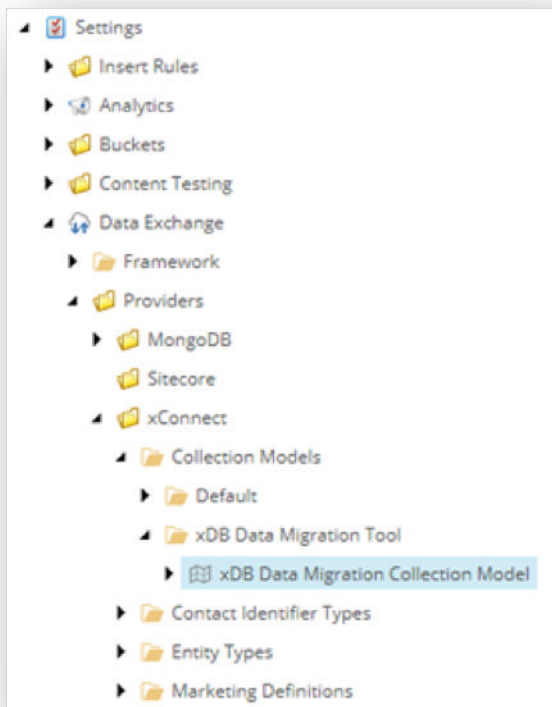 Settings
Insert Rules
Analytics
Buckets
Content Testing
Data Exchange
Framework
Providers
MongoDB
Sitecore
xConnect
Collection Models
Default
xDB Data Migration Tool
xDB Data Migration Collection Model
Contact Identifier Types
Entity Types
Marketing Definitions